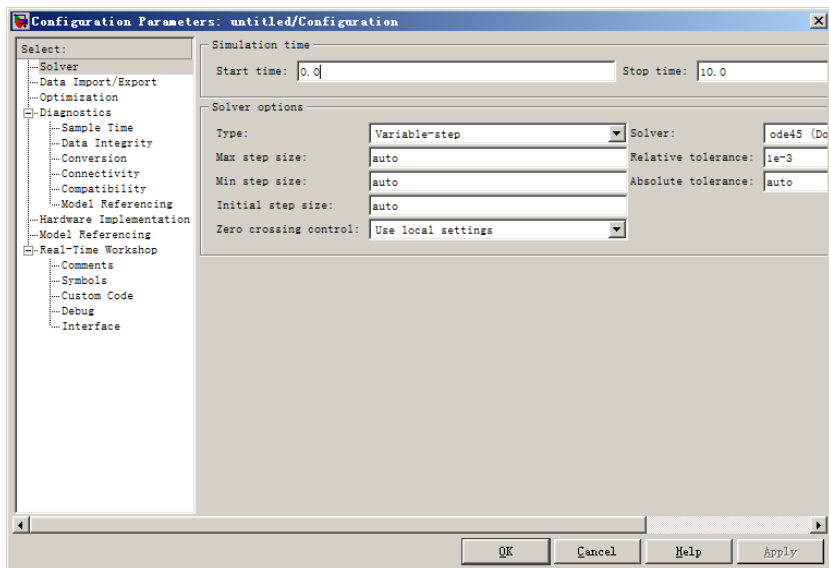 Configuration Parameters: untitled/Configuration
Select:
Solver
Data Import/Export
Optimization
Diagnostics
Sample Time
Data Integrity
Conversion
Connectivity
Compatibility
Model Referencing
Hardware Implementation
Model Referencing
Real-Time Workshop
Comments
Symbols
Custom Code
Debug
Interface
Simulation time
Start time: 0.0 Stop time: 10.0
Solver options
Type: Variable-step Solver: ode45 (Do
Max step size: auto Relative tolerance: 1e-3
Min step size: auto Absolute tolerance: auto
Initial step size: auto
Zero crossing control: Use local settings
OK Cancel Help Apply